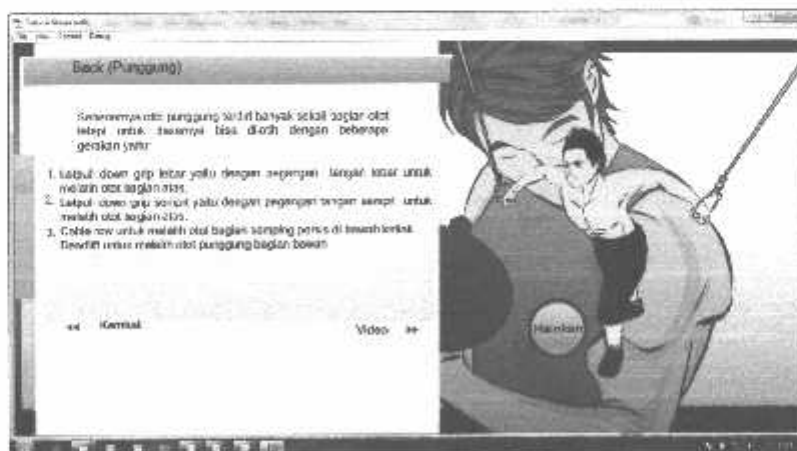 Back (Punggung)
Sebenarnya otot punggung terdiri banyak sekali bagian otot
tetapi untuk dasarnya bisa dilatih dengan beberapa
gerakan yaitu
1. Latpull down grip lebar yaitu dengan pegangan tangan lebar untuk
melatih otot bagian atas.
2. Latpull down grip sempit yaitu dengan pegangan tangan sempit untuk
melatih otot bagian atas.
3. Cable row untuk melatih otot bagian samping persis di bawah ketiak
Deadlift untuk melatih otot punggung bagian bawah
<< Kembali
Video >>
Mainkan